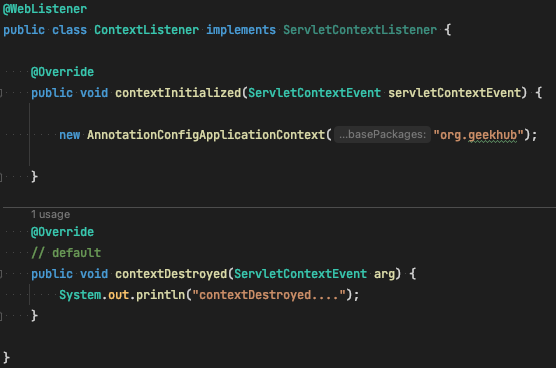 @WebListener
public class ContextListener implements ServletContextListener {
@Override
public void contextInitialized(ServletContextEvent servletContextEvent) {
new AnnotationConfigApplicationContext( ...basePackages: "org.geekhub");
}
1 usage
@Override
// default
public void contextDestroyed(ServletContextEvent arg) {
System.out.println("contextDestroyed....");
}
}